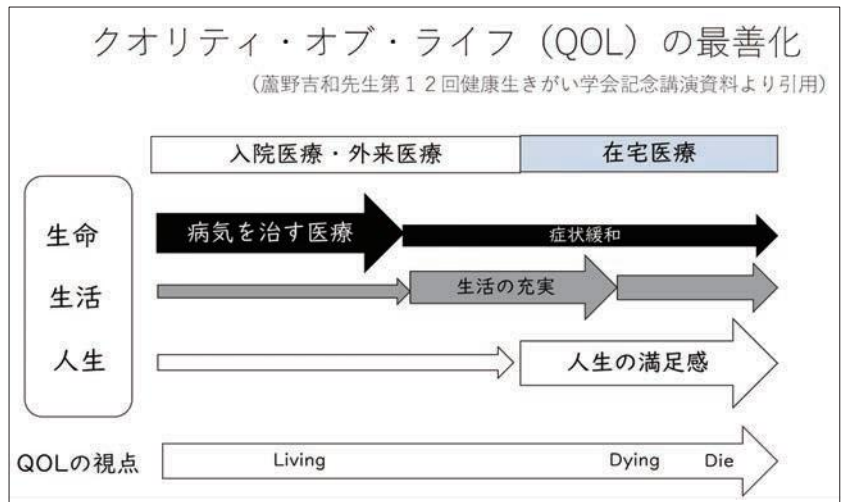 クオリティ・オブ・ライフ（QOL）の最善化
（蘆野吉和先生第１２回健康生きがい学会記念講演資料より引用）
入院医療・外来医療
在宅医療
生命
病気を治す医療
症状緩和
生活
生活の充実
人生
人生の満足感
QOLの視点
Living
Dying
Die